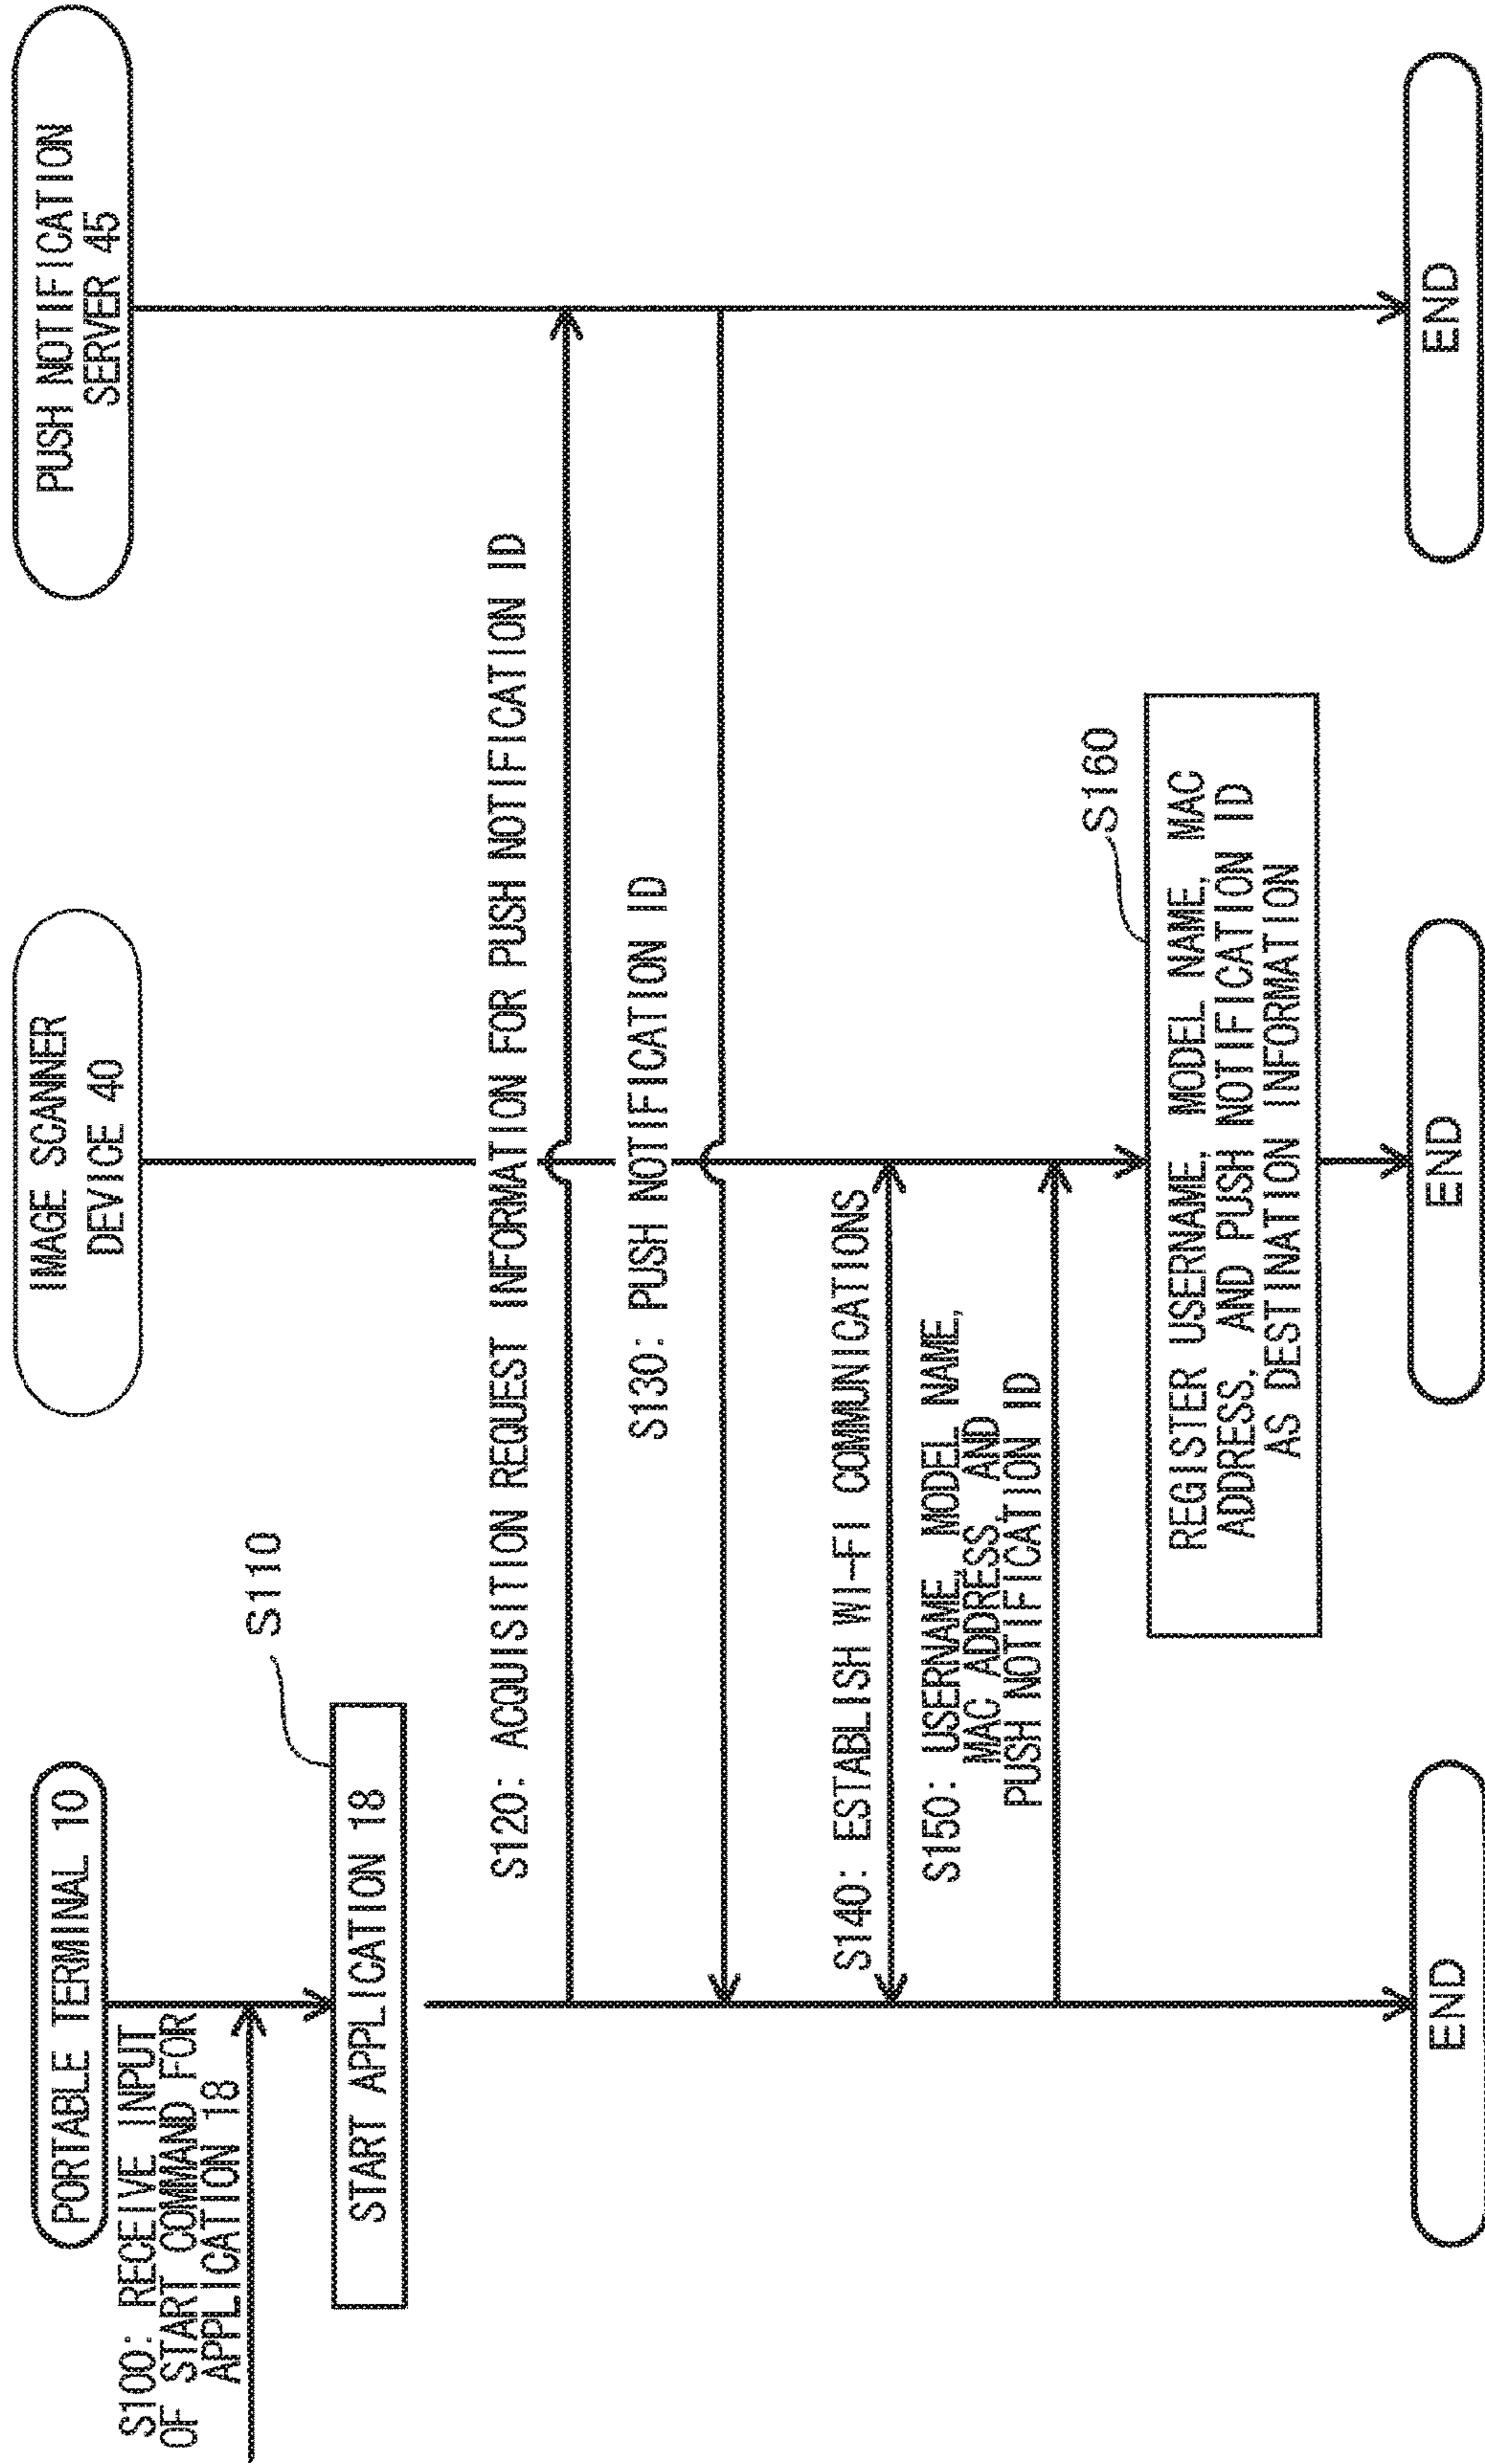 PORTABLE TERMINAL 10
IMAGE SCANNER
DEVICE 40
PUSH NOTIFICATION
SERVER 45
S100: RECEIVE INPUT
OF START COMMAND FOR
APPLICATION 18
S110
START APPLICATION 18
S120: ACQUISITION REQUEST INFORMATION FOR PUSH NOTIFICATION ID
S130: PUSH NOTIFICATION ID
S140: ESTABLISH WI-FI COMMUNICATIONS
S150: USERNAME, MODEL NAME,
MAC ADDRESS, AND
PUSH NOTIFICATION ID
S160
REGISTER USERNAME, MODEL NAME, MAC
ADDRESS, AND PUSH NOTIFICATION ID
AS DESTINATION INFORMATION
END
END
END